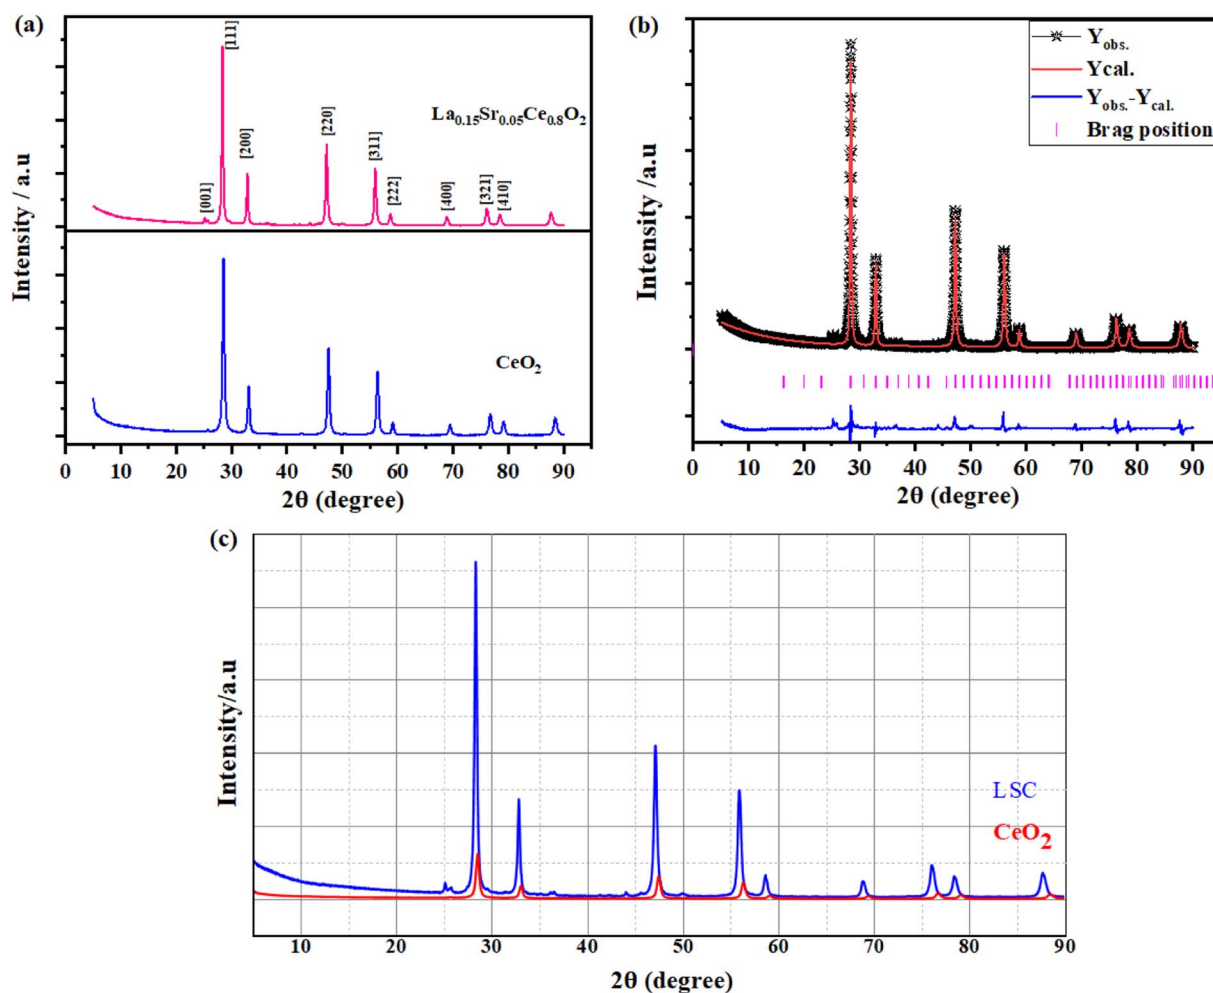 (a)
[111]
La0.15Sr0.05Ce0.8O2
[001]
[200]
[220]
[311]
[222]
[400]
[321]
[410]
CeO2
Intensity / a.u
0 10 20 30 40 50 60 70 80 90
2θ (degree)
(b)
Yobs.
Ycal.
Yobs.-Ycal.
Brag position
Intensity /a.u
0 10 20 30 40 50 60 70 80 90
2θ (degree)
(c)
LSC
CeO2
Intensity/a.u
10 20 30 40 50 60 70 80 90
2θ (degree)